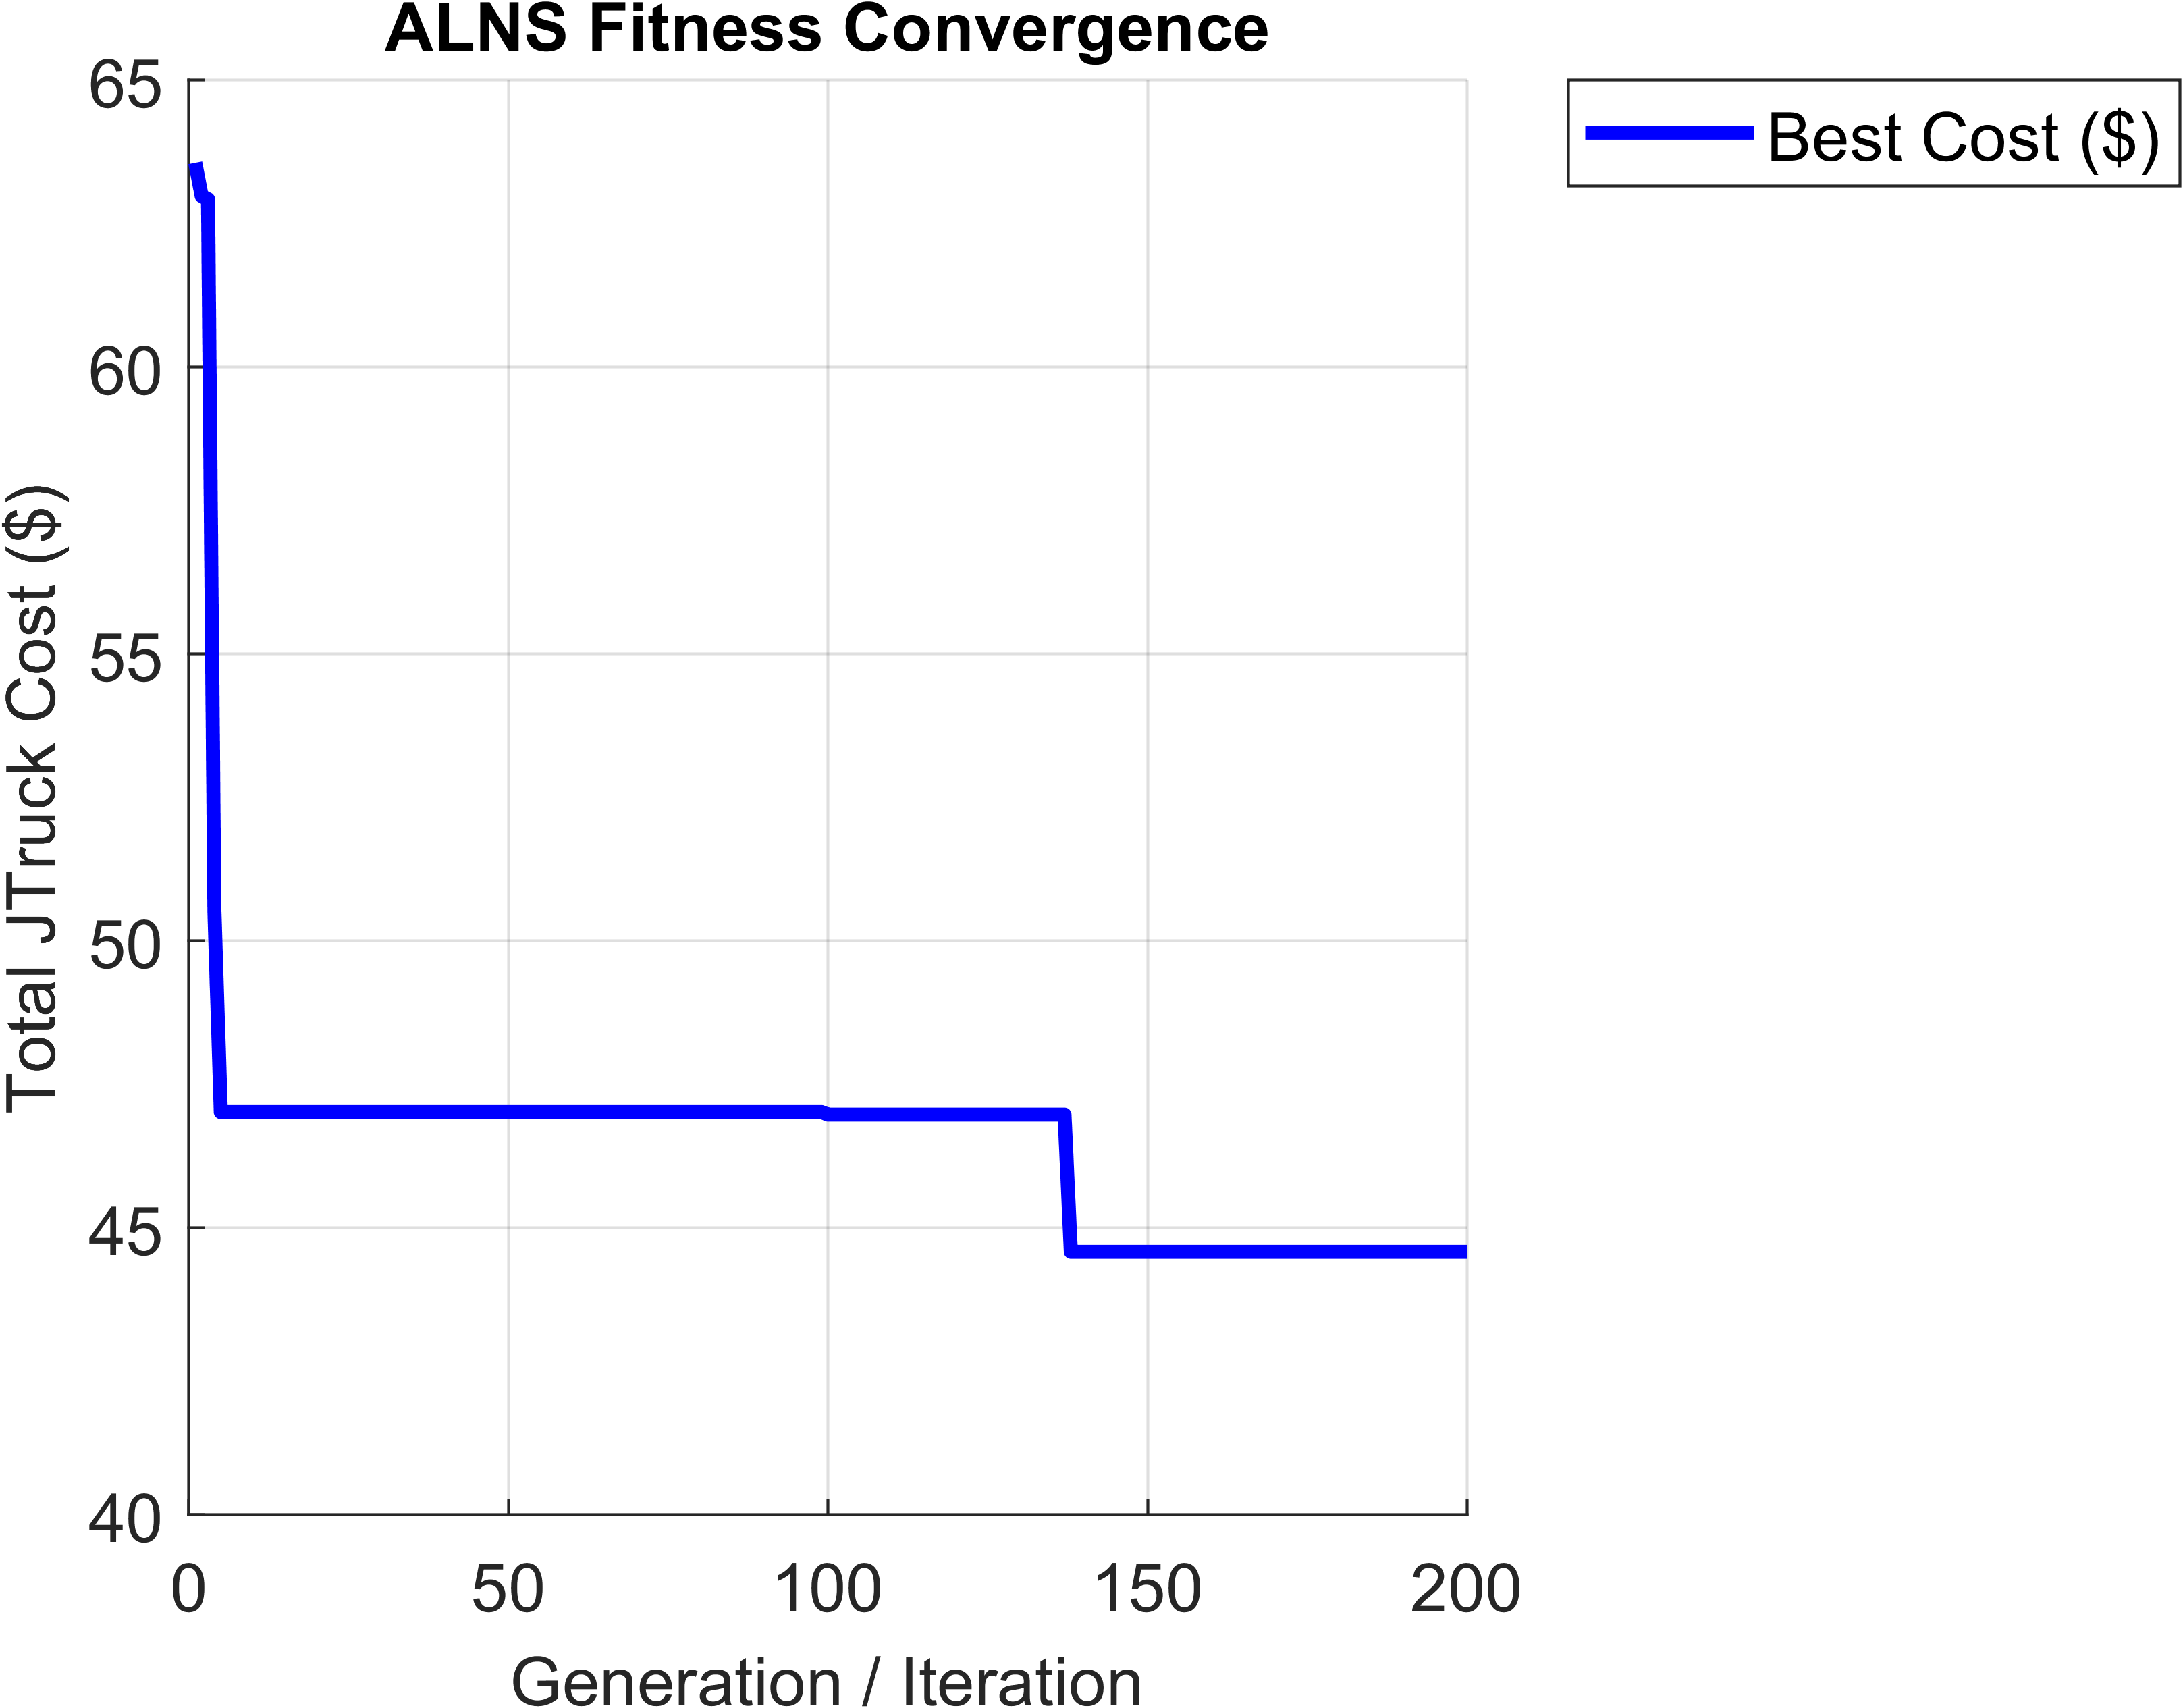 ALNS Fitness Convergence
Best Cost ($)
Total JTruck Cost ($)
65
60
55
50
45
40
0 50 100 150 200
Generation / Iteration